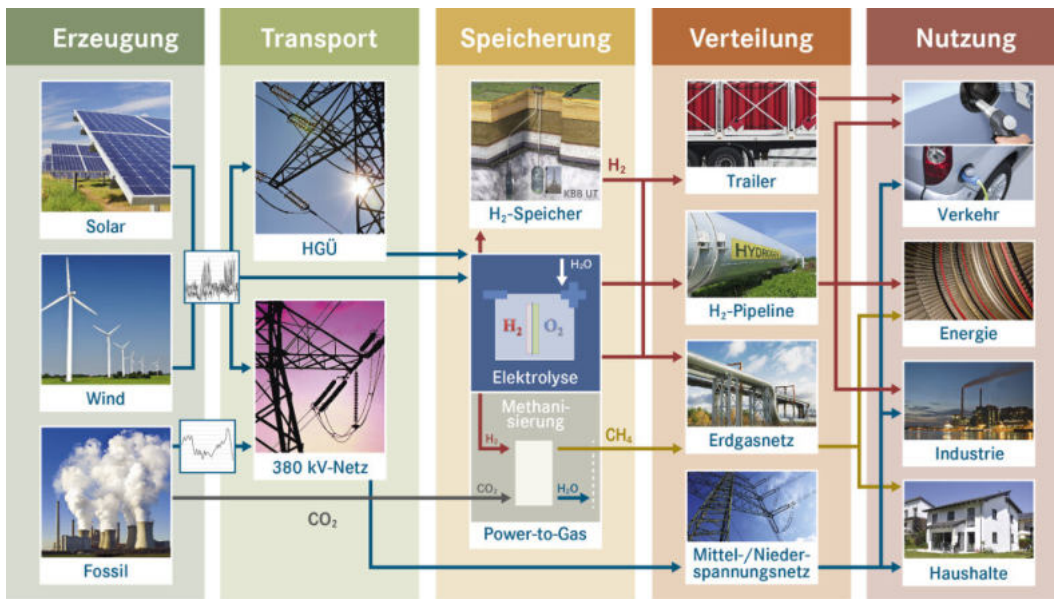 Erzeugung
Transport
Speicherung
Verteilung
Nutzung
Solar
Wind
Fossil
HGÜ
380 kV-Netz
CO₂
KBB UT
H₂-Speicher
H₂O
H₂
O₂
Elektrolyse
Methani-
sierung
H₂
CO₂
H₂O
Power-to-Gas
H₂
CH₄
Trailer
HYDROGEN
H₂-Pipeline
Erdgasnetz
Mittel-/Nieder-
spannungsnetz
Verkehr
Energie
Industrie
Haushalte